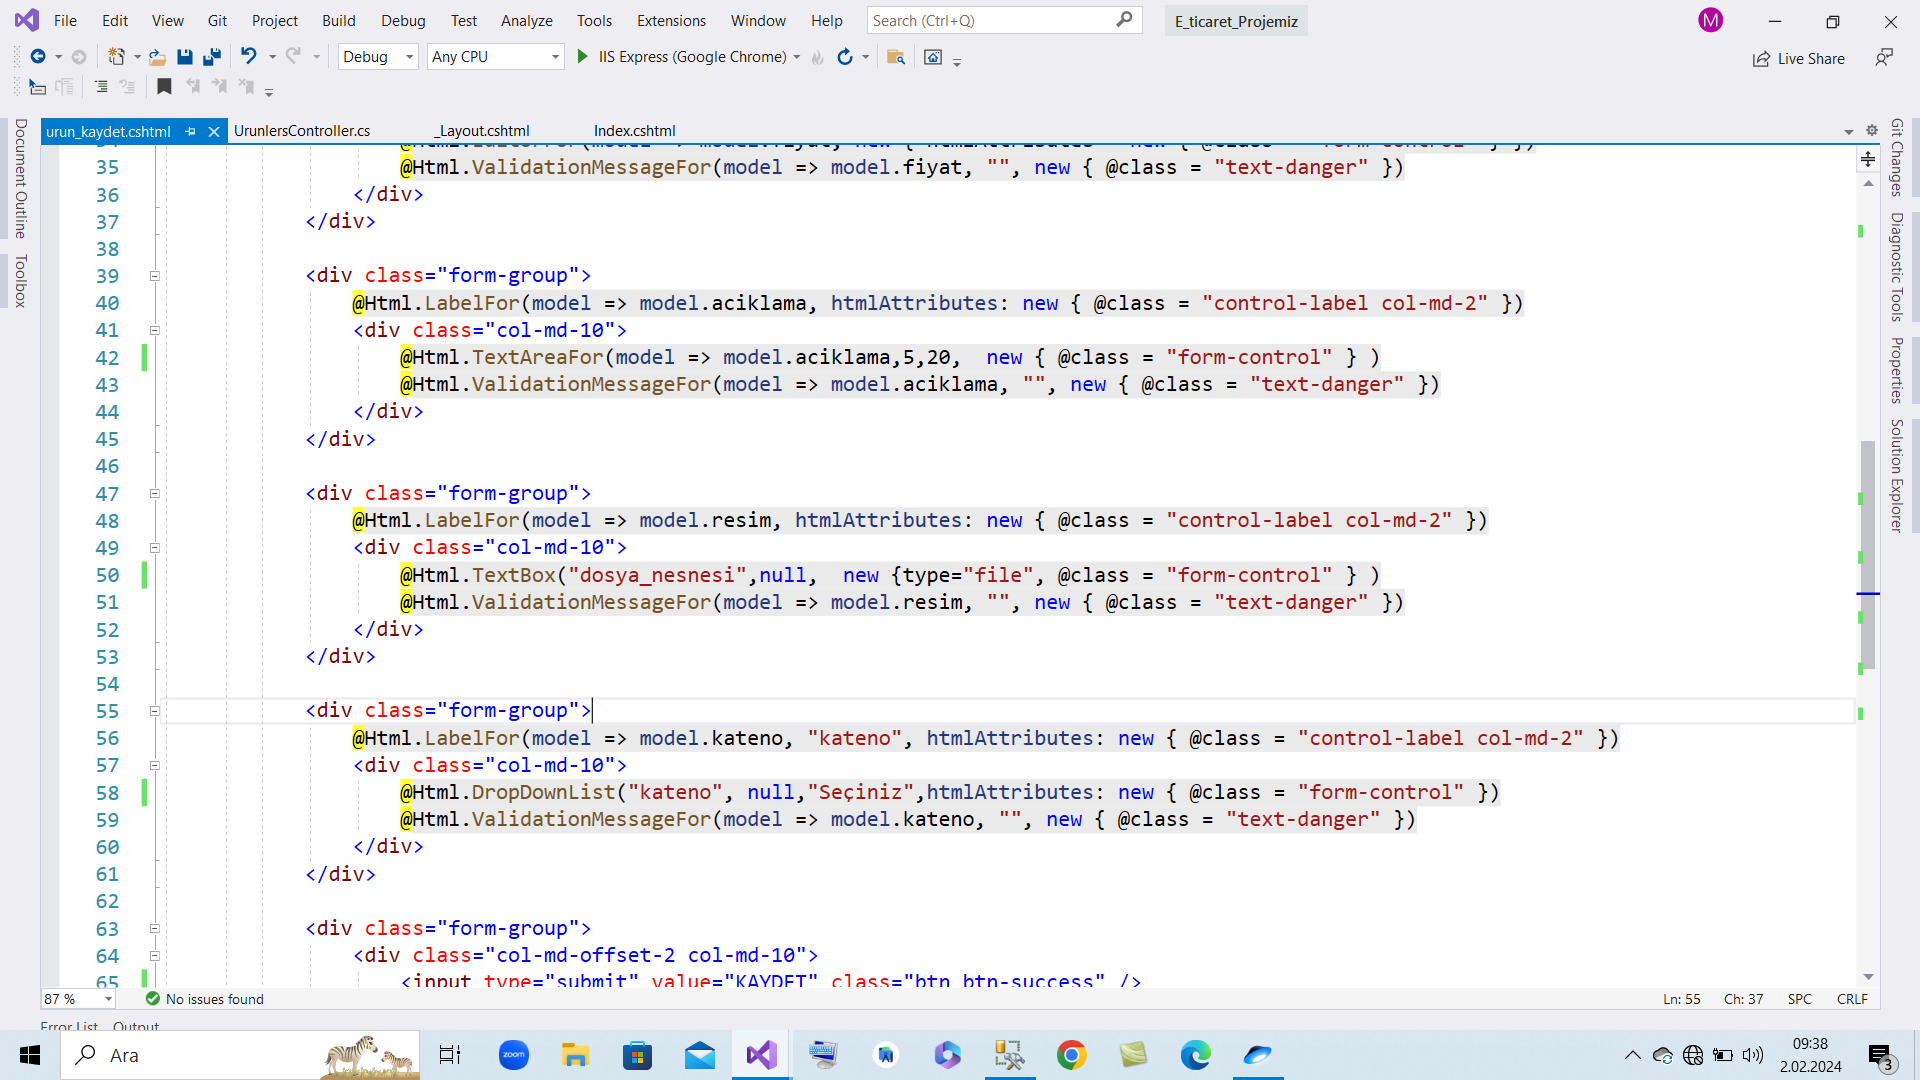 File Edit View Git Project Build Debug Test Analyze Tools Extensions Window Help Search (Ctrl+Q) E_ticaret_Projemiz M
Debug Any CPU IIS Express (Google Chrome) Live Share
urun_kaydet.cshtml UrunlersController.cs _Layout.cshtml Index.cshtml
Document Outline
Toolbox
Git Changes
Diagnostic Tools
Properties
Solution Explorer
35 @Html.ValidationMessageFor(model => model.fiyat, "", new { @class = "text-danger" })
36 </div>
37 </div>
38
39 <div class="form-group">
40 @Html.LabelFor(model => model.aciklama, htmlAttributes: new { @class = "control-label col-md-2" })
41 <div class="col-md-10">
42 @Html.TextAreaFor(model => model.aciklama,5,20,  new { @class = "form-control" } )
43 @Html.ValidationMessageFor(model => model.aciklama, "", new { @class = "text-danger" })
44 </div>
45 </div>
46
47 <div class="form-group">
48 @Html.LabelFor(model => model.resim, htmlAttributes: new { @class = "control-label col-md-2" })
49 <div class="col-md-10">
50 @Html.TextBox("dosya_nesnesi",null,  new {type="file", @class = "form-control" } )
51 @Html.ValidationMessageFor(model => model.resim, "", new { @class = "text-danger" })
52 </div>
53 </div>
54
55 <div class="form-group">
56 @Html.LabelFor(model => model.kateno, "kateno", htmlAttributes: new { @class = "control-label col-md-2" })
57 <div class="col-md-10">
58 @Html.DropDownList("kateno", null,"Seçiniz",htmlAttributes: new { @class = "form-control" })
59 @Html.ValidationMessageFor(model => model.kateno, "", new { @class = "text-danger" })
60 </div>
61 </div>
62
63 <div class="form-group">
64 <div class="col-md-offset-2 col-md-10">
65 <input type="submit" value="KAYDET" class="btn btn-success" />
87 % No issues found Ln: 55 Ch: 37 SPC CRLF
Error List Output
Ara zoom 09:38
2.02.2024 3